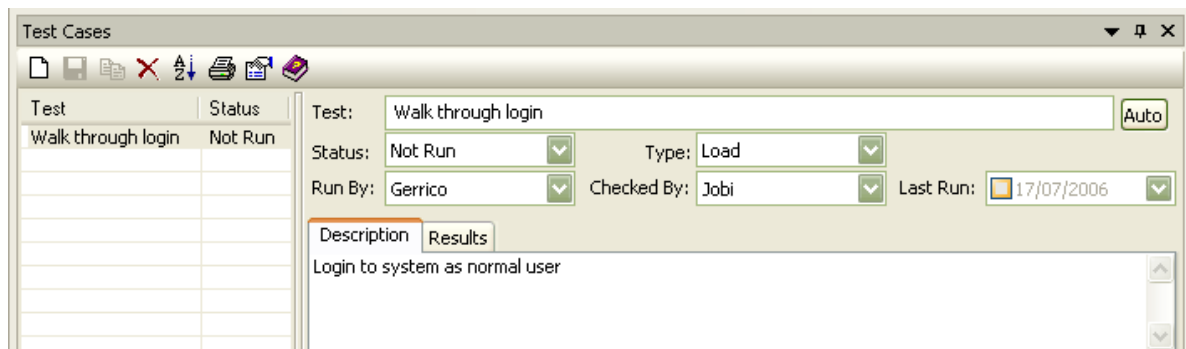 Test Cases
Test Status
Walk through login Not Run
Test: Walk through login Auto
Status: Not Run Type: Load
Run By: Gerrico Checked By: Jobi Last Run: 17/07/2006
Description Results
Login to system as normal user